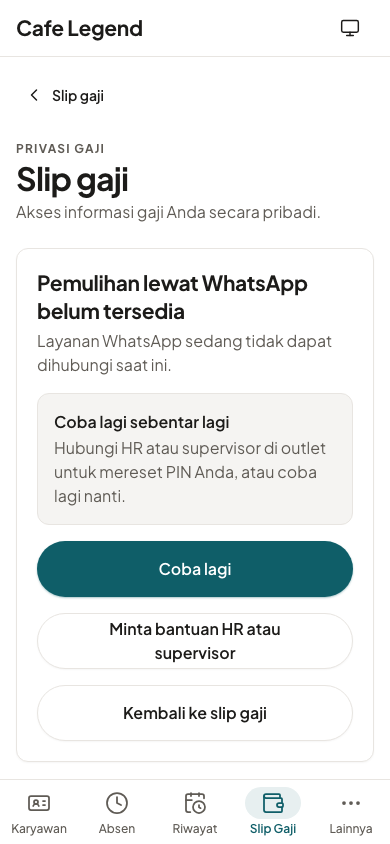 Cafe Legend
Slip gaji
PRIVASI GAJI
Slip gaji
Akses informasi gaji Anda secara pribadi.
Pemulihan lewat WhatsApp
belum tersedia
Layanan WhatsApp sedang tidak dapat
dihubungi saat ini.
Coba lagi sebentar lagi
Hubungi HR atau supervisor di outlet
untuk mereset PIN Anda, atau coba
lagi nanti.
Coba lagi
Minta bantuan HR atau
supervisor
Kembali ke slip gaji
Karyawan
Absen
Riwayat
Slip Gaji
Lainnya